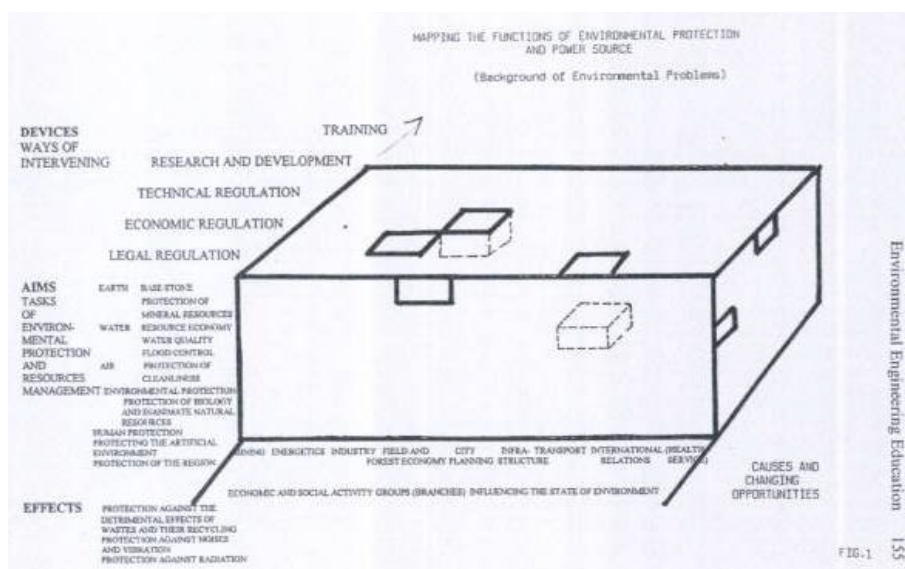 MAPPING THE FUNCTIONS OF ENVIRONMENTAL PROTECTION
AND POWER SOURCE
(Background of Environmental Problems)
DEVICES
WAYS OF
INTERVENING
TRAINING
RESEARCH AND DEVELOPMENT
TECHNICAL REGULATION
ECONOMIC REGULATION
LEGAL REGULATION
AIMS
TASKS
OF
ENVIRON-
MENTAL
PROTECTION
AND
RESOURCES
MANAGEMENT
EARTH BASE-STONE
PROTECTION OF
MINERAL RESOURCES
WATER RESOURCE ECONOMY
WATER QUALITY
FLOOD CONTROL
AIR PROTECTION OF
CLEANLINESS
ENVIRONMENTAL PROTECTION
PROTECTION OF BIOLOGY
AND INANIMATE NATURAL
RESOURCES
HUMAN PROTECTION
PROTECTING THE ARTIFICIAL
ENVIRONMENT
PROTECTION OF THE REGION
MINING ENERGETICS INDUSTRY FIELD AND CITY INFRA- TRANSPORT INTERNATIONAL (HEALTH
FOREST ECONOMY PLANNING STRUCTURE RELATIONS SERVICE)
ECONOMIC AND SOCIAL ACTIVITY GROUPS (BRANCHES) INFLUENCING THE STATE OF ENVIRONMENT
CAUSES AND
CHANGING
OPPORTUNITIES
EFFECTS
PROTECTION AGAINST THE
DETRIMENTAL EFFECTS OF
WASTES AND THEIR RECYCLING
PROTECTION AGAINST NOISES
AND VIBRATION
PROTECTION AGAINST RADIATION
FIG.1
Environmental Engineering Education 155